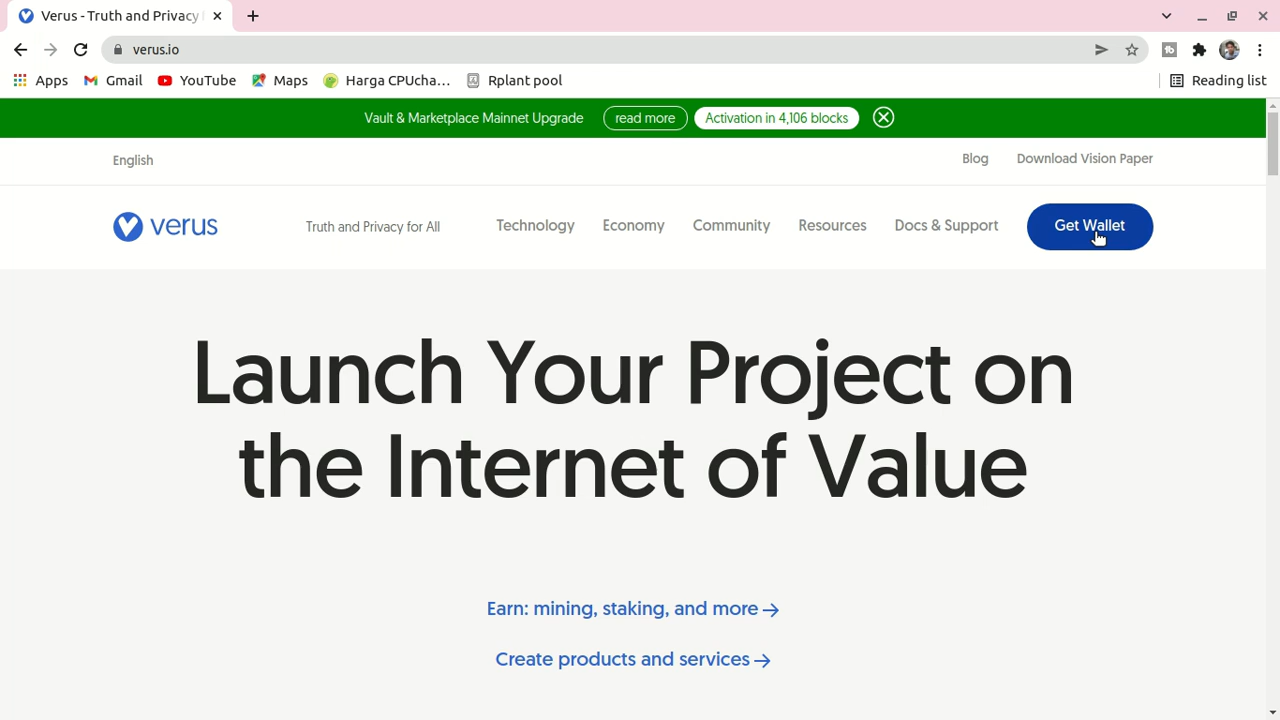 Verus - Truth and Privacy
verus.io
Apps Gmail YouTube Maps Harga CPUcha... Rplant pool Reading list
Vault & Marketplace Mainnet Upgrade read more Activation in 4,106 blocks
English Blog Download Vision Paper
verus Truth and Privacy for All Technology Economy Community Resources Docs & Support Get Wallet
Launch Your Project on
the Internet of Value
Earn: mining, staking, and more
Create products and services